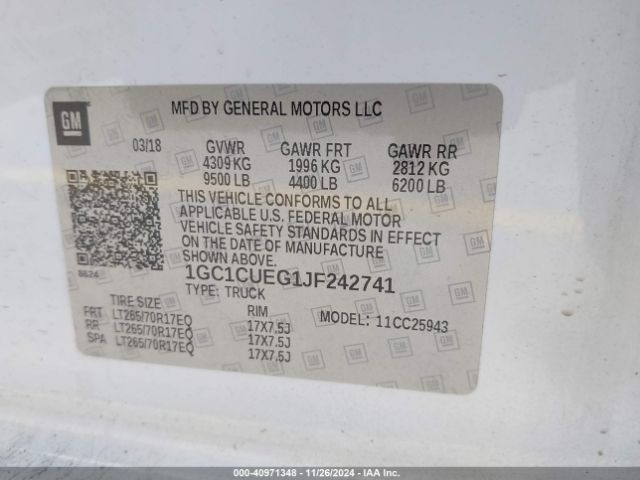 GM
MFD BY GENERAL MOTORS LLC
03/18 GVWR GAWR FRT GAWR RR
4309 KG 1996 KG 2812 KG
9500 LB 4400 LB 6200 LB
THIS VEHICLE CONFORMS TO ALL
APPLICABLE U.S. FEDERAL MOTOR
VEHICLE SAFETY STANDARDS IN EFFECT
ON THE DATE OF MANUFACTURE
SHOWN ABOVE.
8624
1GC1CUEG1JF242741
TYPE: TRUCK
TIRE SIZE RIM MODEL: 11CC25943
FRT LT265/70R17EQ 17X7.5J
RR LT265/70R17EQ 17X7.5J
SPA LT265/70R17EQ 17X7.5J
000-40971348 - 11/26/2024 - IAA Inc.